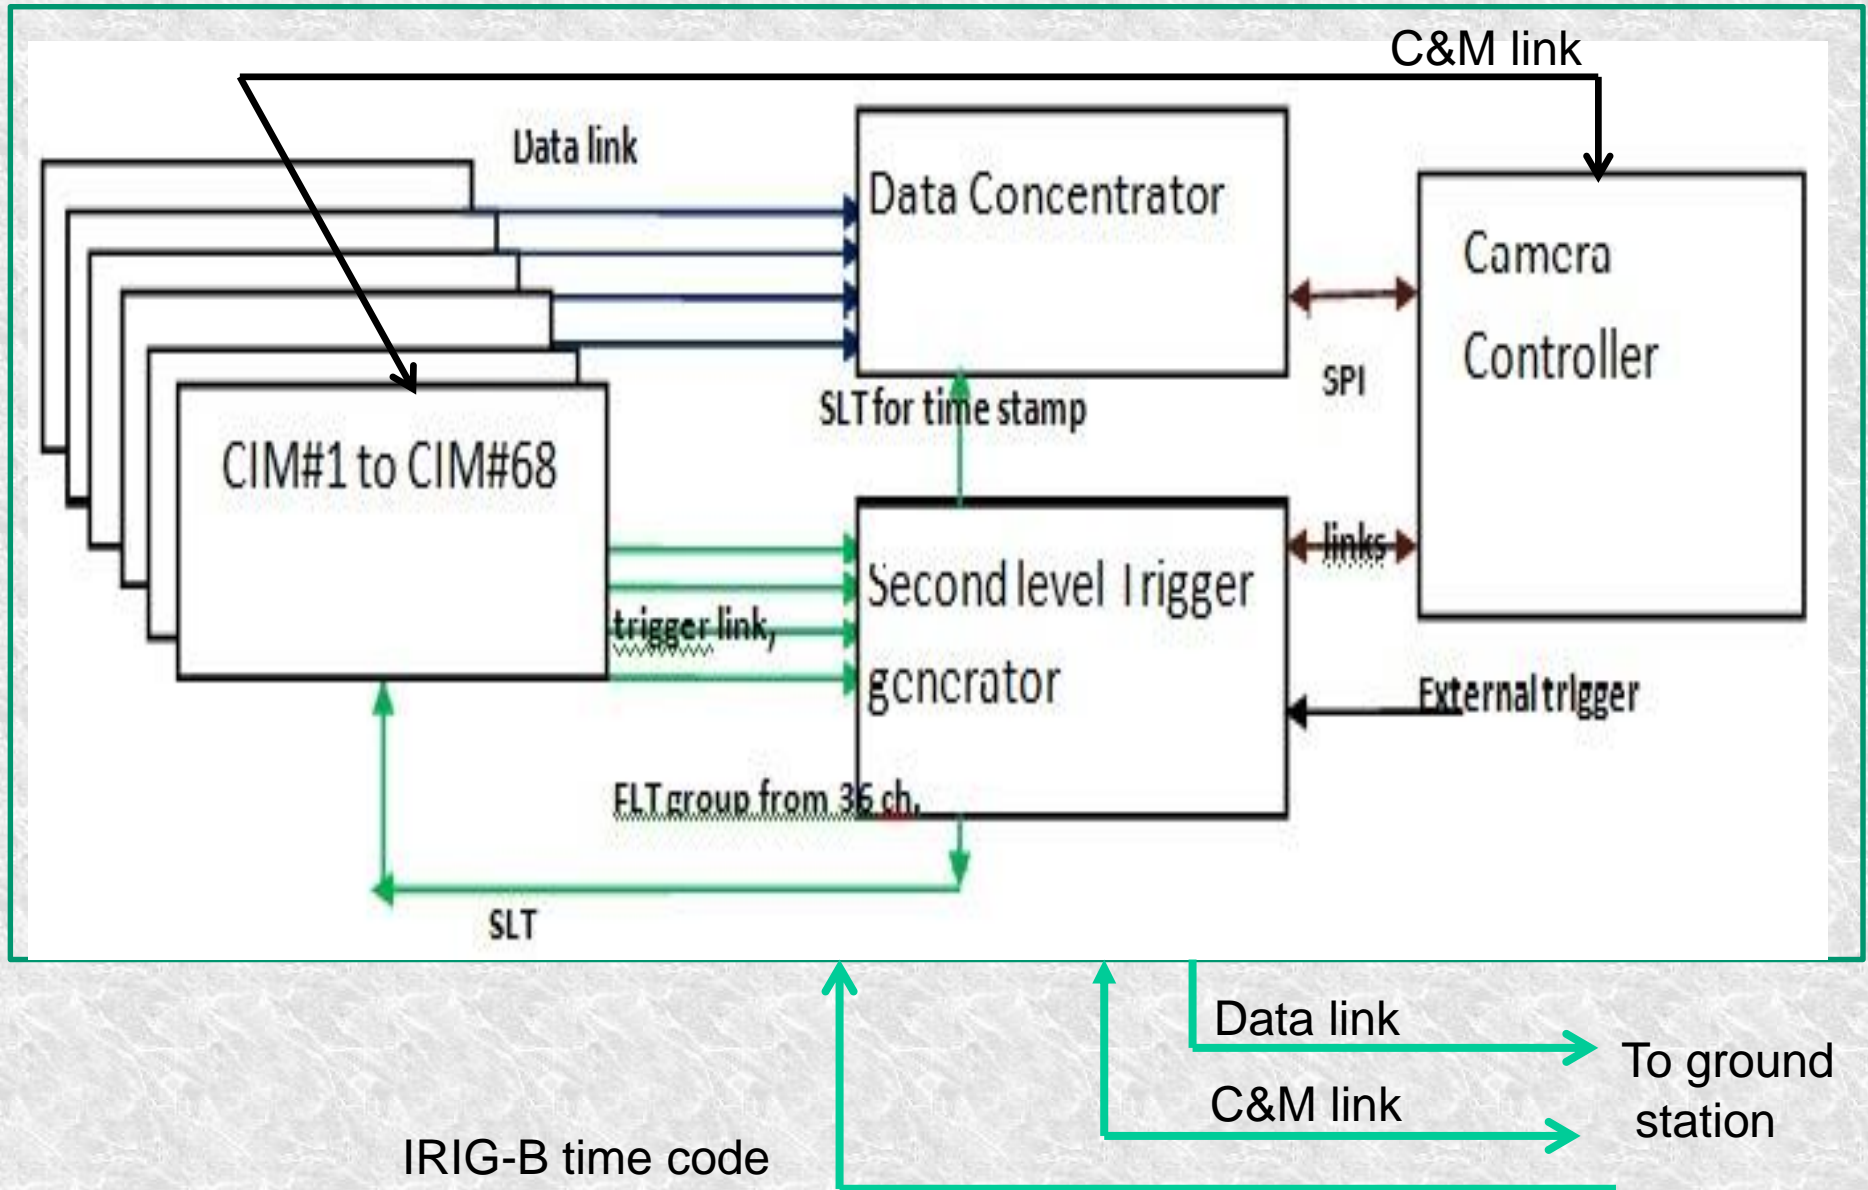 C&M link
Data link
Data Concentrator
Camera
Controller
SPI
SLT for time stamp
CIM#1 to CIM#68
links
Second level Trigger
generator
trigger link,
External trigger
FLT group from 36 ch.
SLT
Data link
To ground
station
C&M link
IRIG-B time code